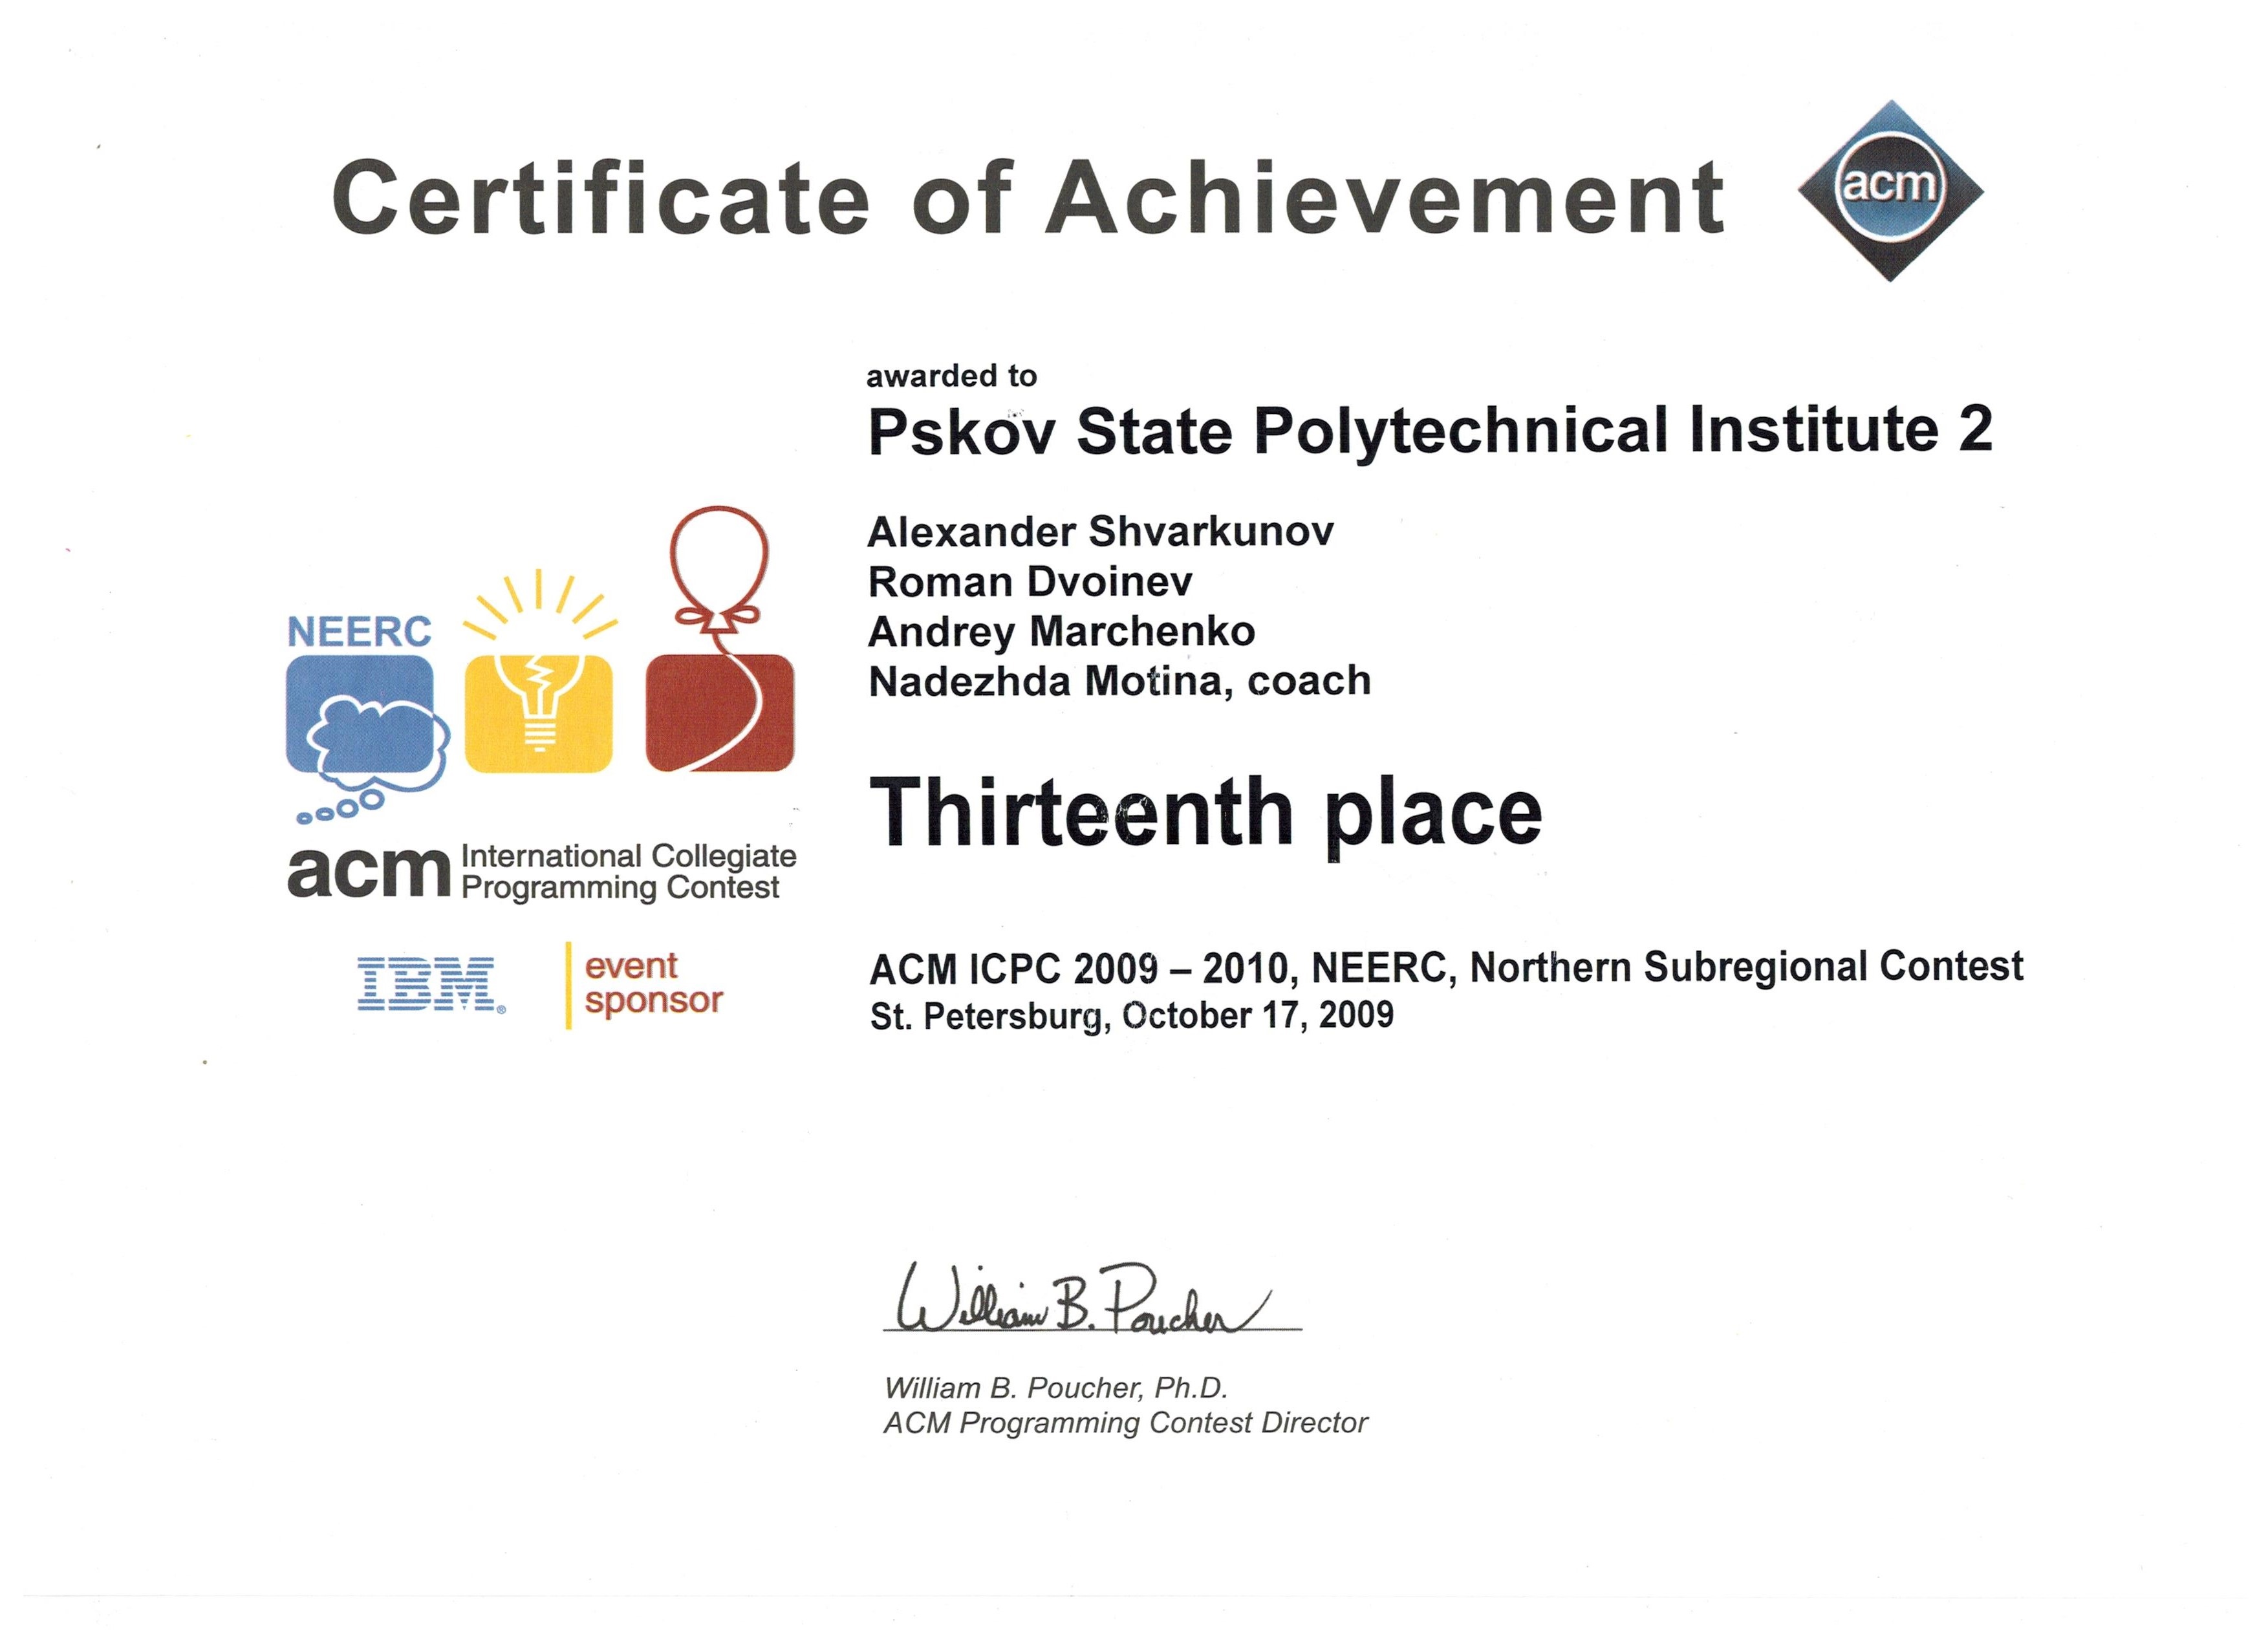 Certificate of Achievement
acm
awarded to
Pskov State Polytechnical Institute 2
Alexander Shvarkunov
Roman Dvoinev
Andrey Marchenko
Nadezhda Motina, coach
NEERC
acm International Collegiate
Programming Contest
Thirteenth place
IBM®
event
sponsor
ACM ICPC 2009 – 2010, NEERC, Northern Subregional Contest
St. Petersburg, October 17, 2009
William B. Poucher
William B. Poucher, Ph.D.
ACM Programming Contest Director